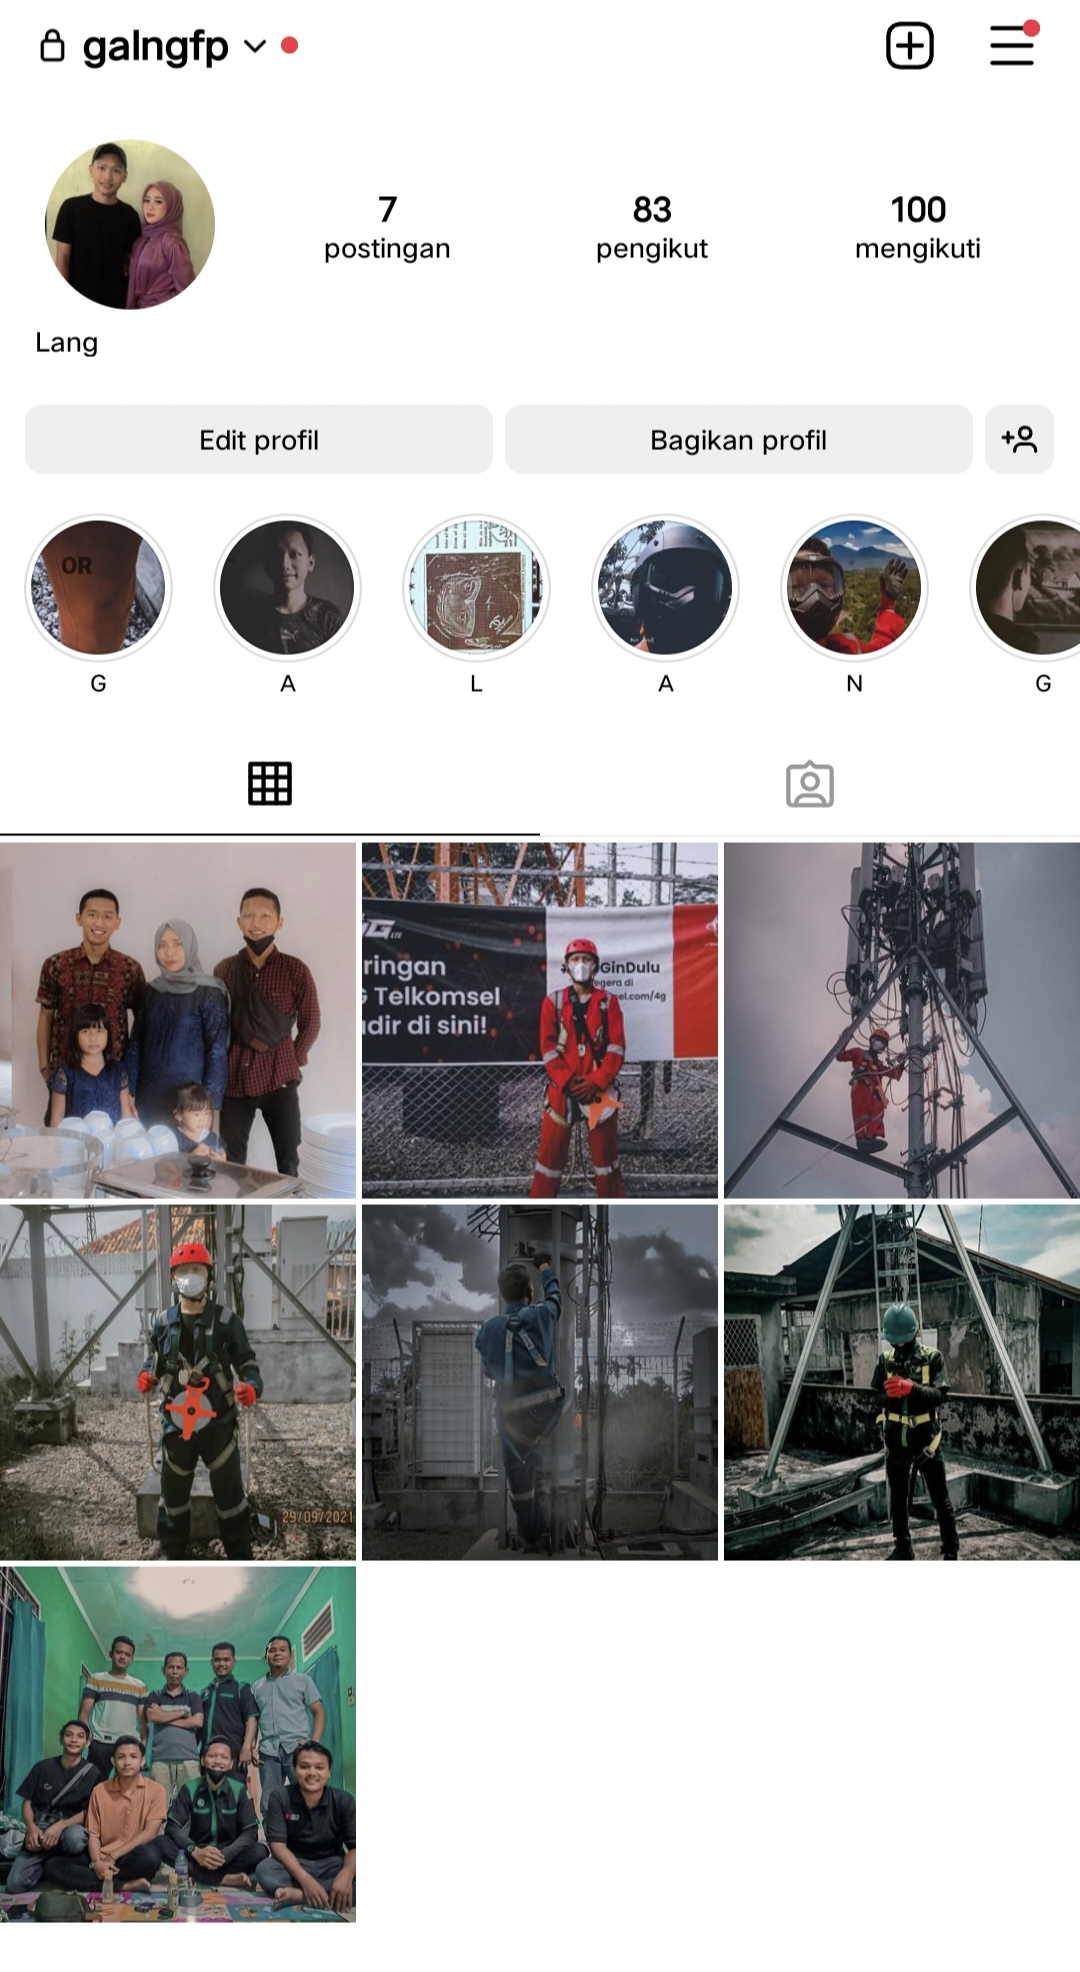 galngfp
7
postingan
83
pengikut
100
mengikuti
Lang
Edit profil
Bagikan profil
OR
G
A
L
A
N
G
ringan
Telkomsel
dir di sini!
GinDulu
egera di
sel.com/4g
29/09/2021